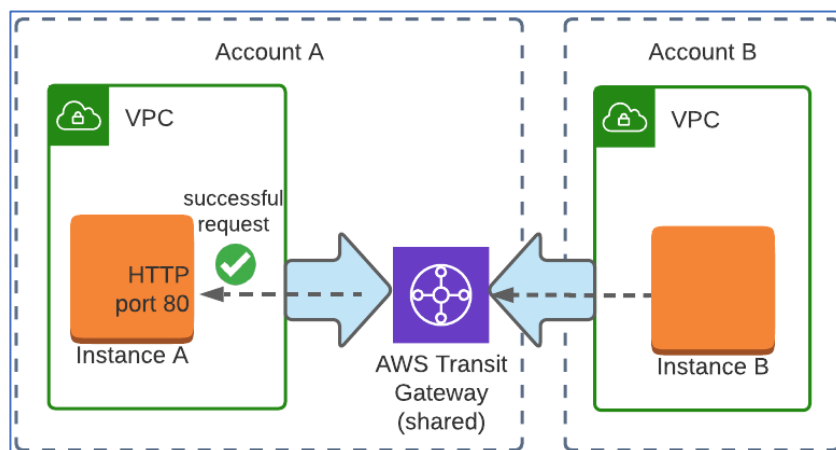 Account A
Account B
VPC
VPC
successful
request
HTTP
port 80
Instance A
AWS Transit
Gateway
(shared)
Instance B